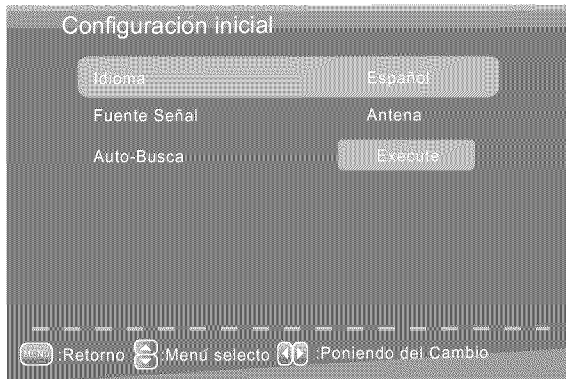 Configuracion inicial
Idioma Español
Fuente Señal Antena
Auto-Busca Execute
MENU :Retorno :Menú selecto :Poniendo del Cambio